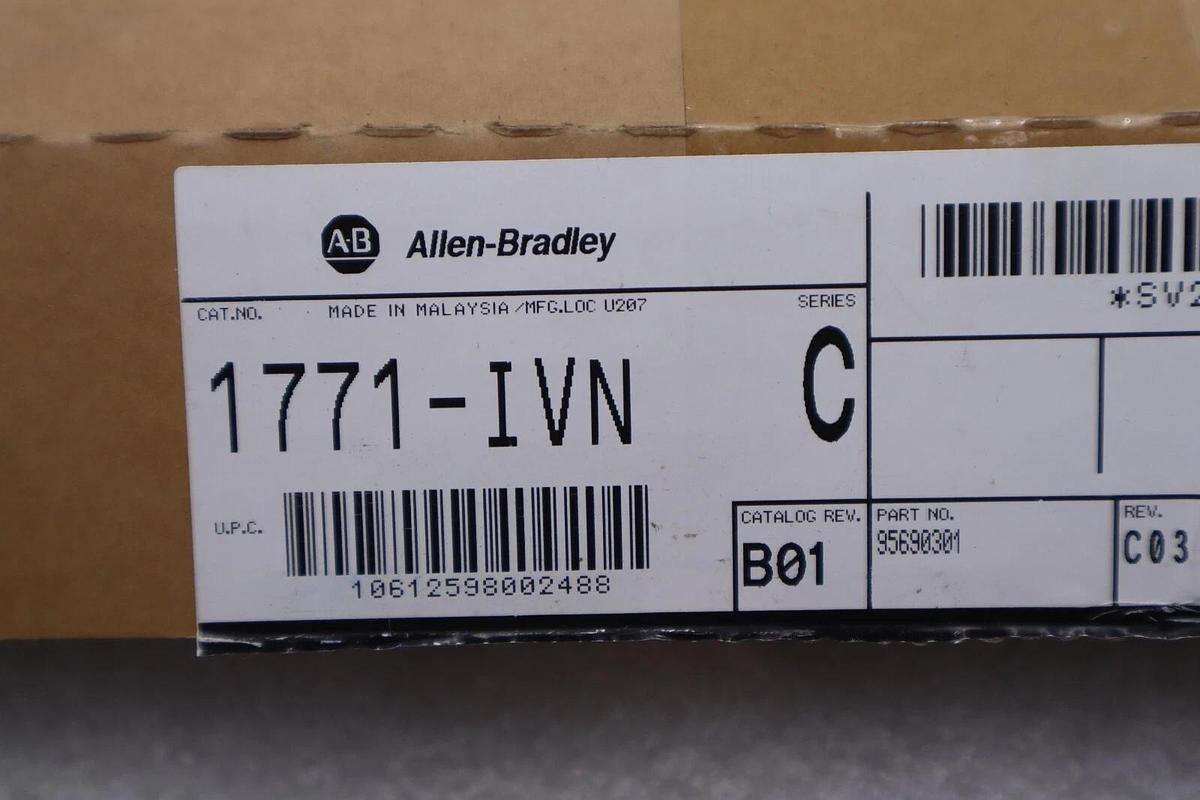 A-B Allen-Bradley
CAT.NO. MADE IN MALAYSIA/MFG.LOC U207 SERIES
1771-IVN C
U.P.C.
10612598002488
CATALOG REV.
B01
*SV2
PART NO.
95690301
REV.
C03